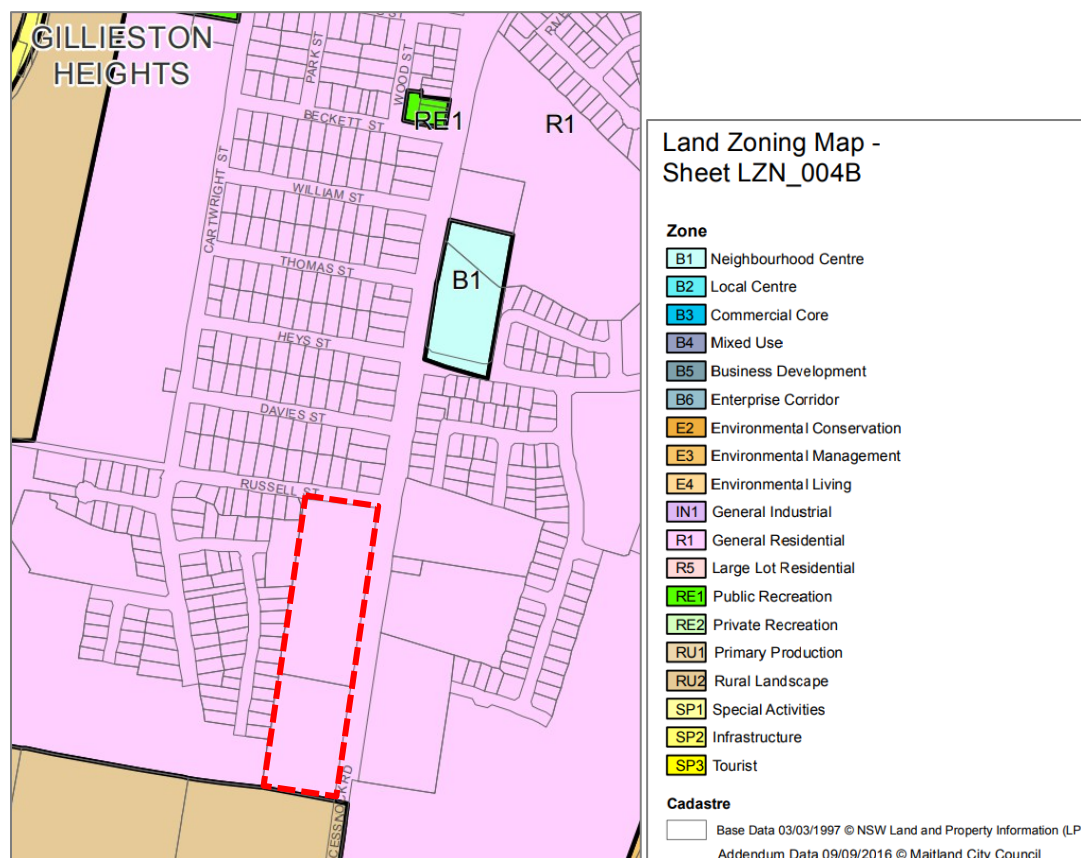 GILLIESTON
HEIGHTS
PARK ST
WOOD ST
BECKETT ST
RE1
R1
CARTWRIGHT ST
WILLIAM ST
THOMAS ST
B1
HEYS ST
DAVIES ST
RUSSELL ST
CESSNOCK RD
Land Zoning Map -
Sheet LZN_004B
Zone
B1 Neighbourhood Centre
B2 Local Centre
B3 Commercial Core
B4 Mixed Use
B5 Business Development
B6 Enterprise Corridor
E2 Environmental Conservation
E3 Environmental Management
E4 Environmental Living
IN1 General Industrial
R1 General Residential
R5 Large Lot Residential
RE1 Public Recreation
RE2 Private Recreation
RU1 Primary Production
RU2 Rural Landscape
SP1 Special Activities
SP2 Infrastructure
SP3 Tourist
Cadastre
Base Data 03/03/1997 © NSW Land and Property Information (LP
Addendum Data 09/09/2016 © Maitland City Council